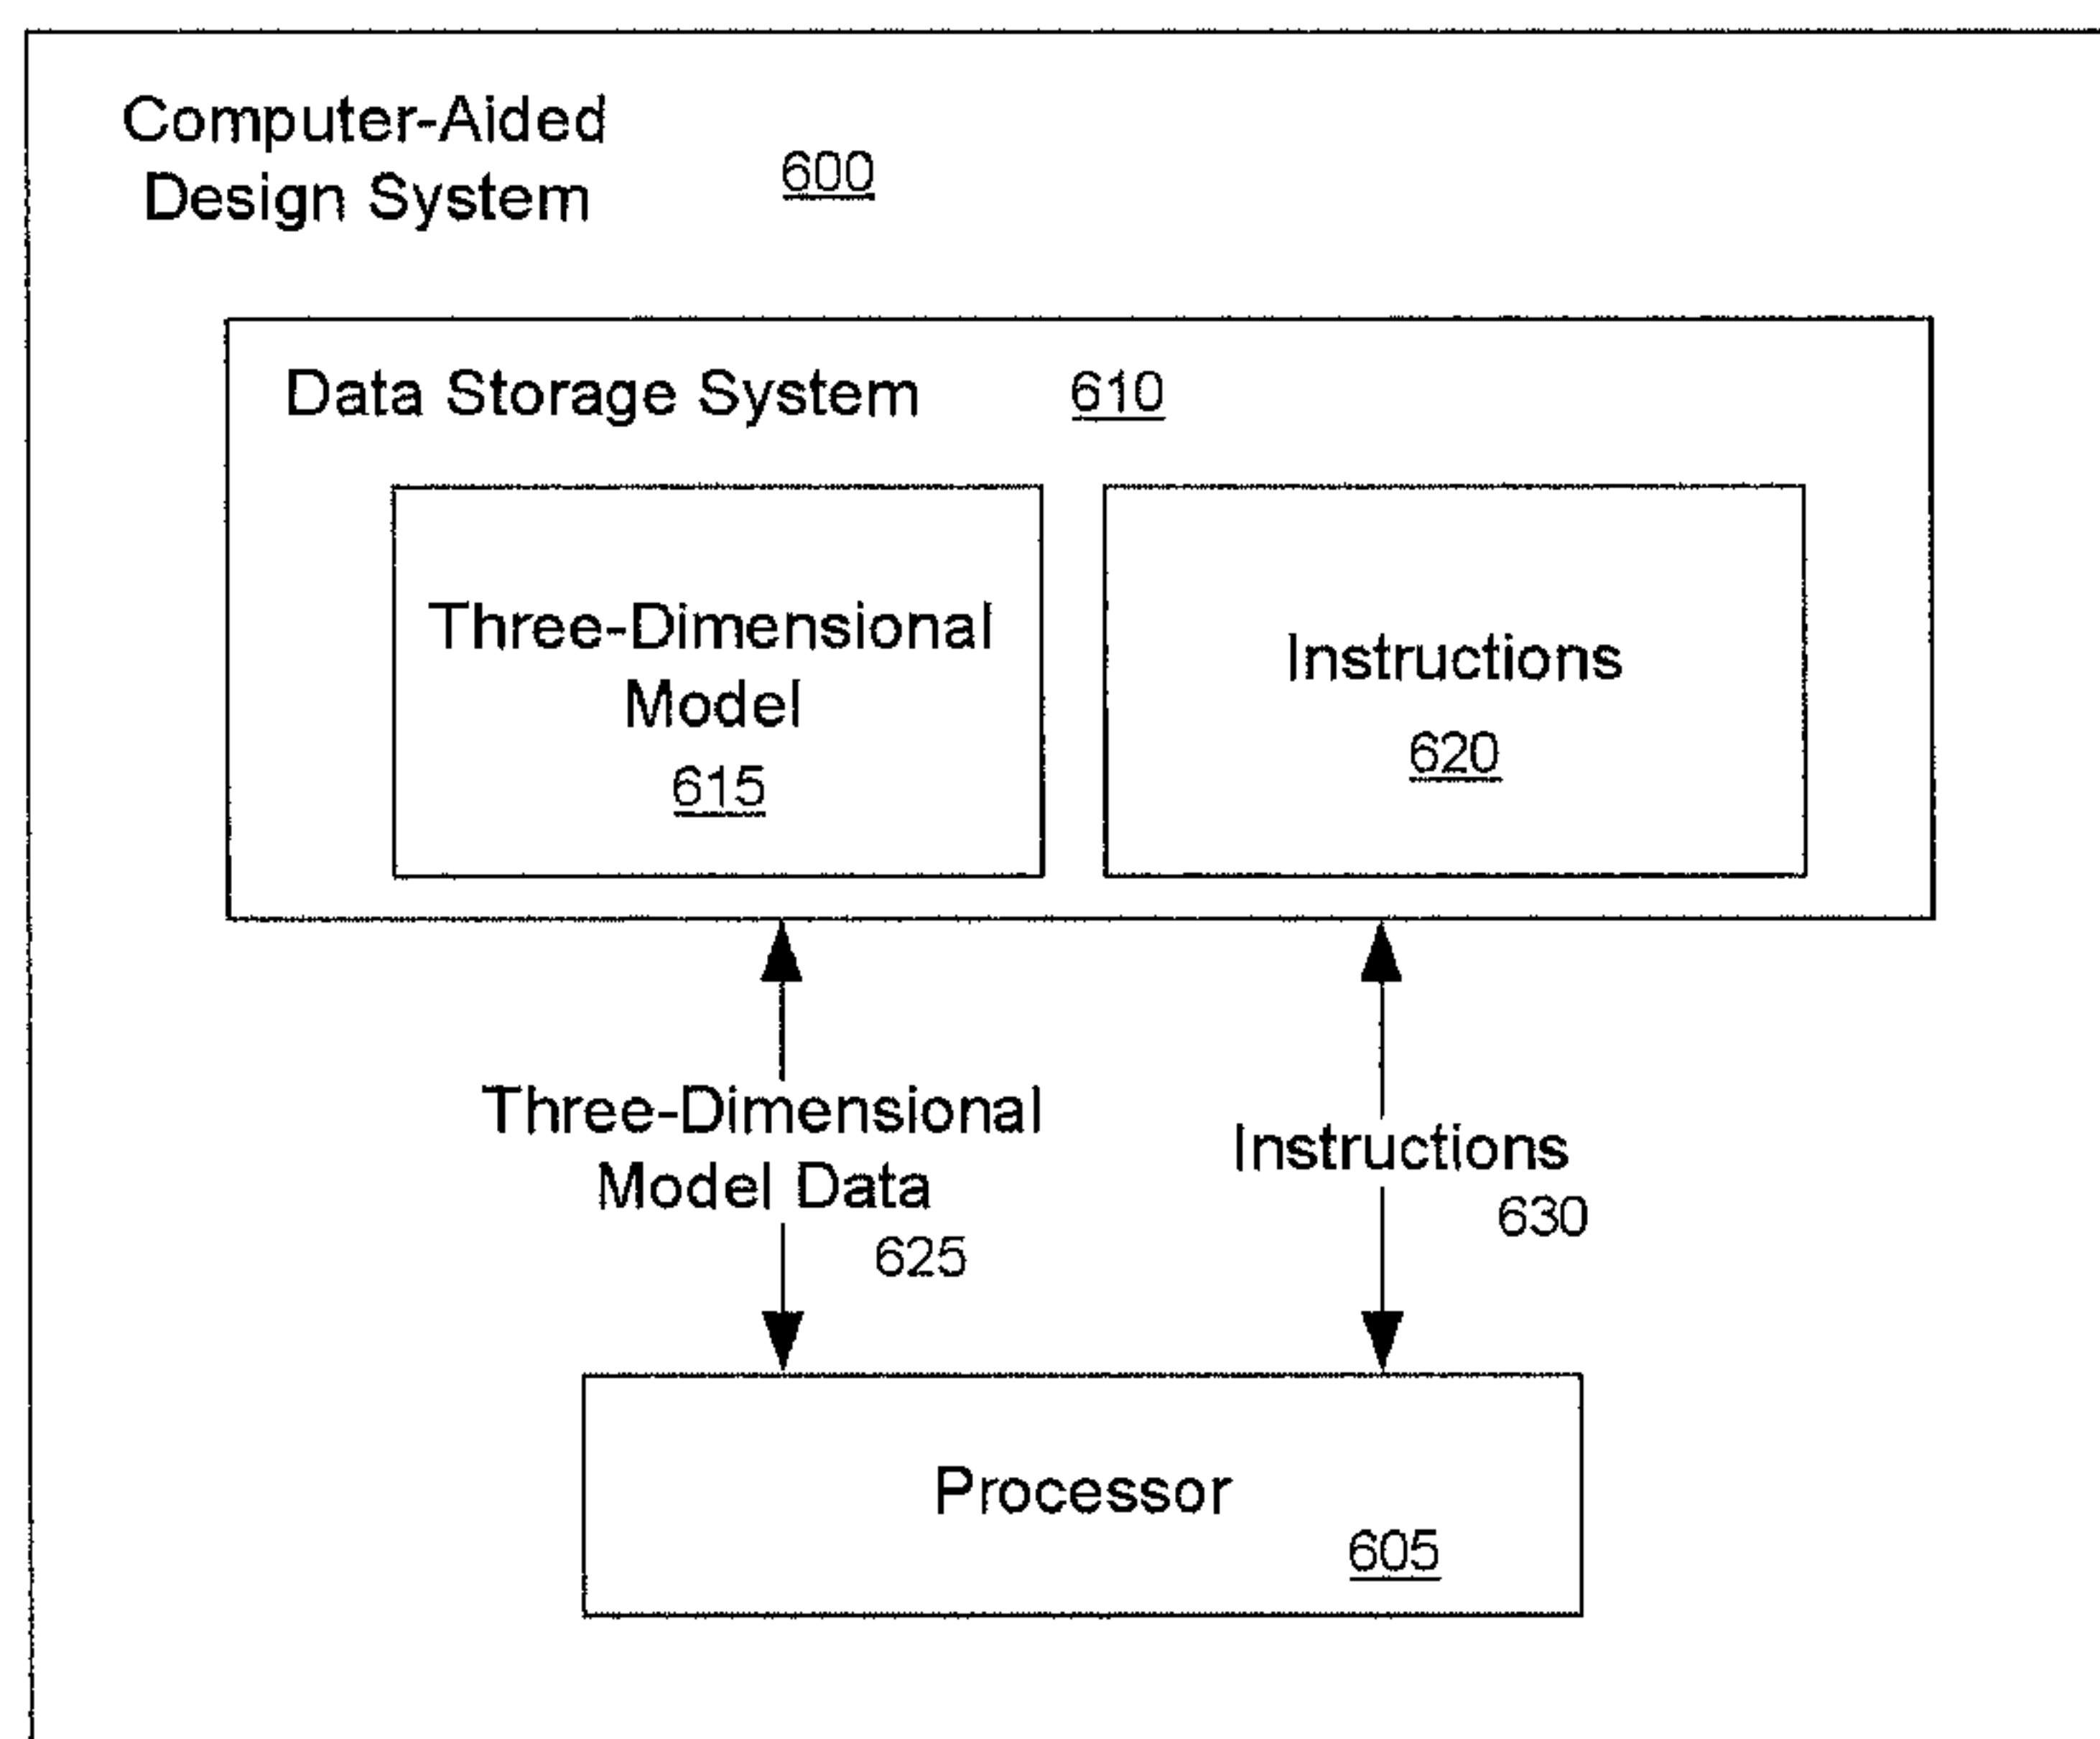 Computer-Aided
Design System
600
Data Storage System 610
Three-Dimensional
Model
615
Instructions
620
Three-Dimensional
Model Data
625
Instructions
630
Processor
605